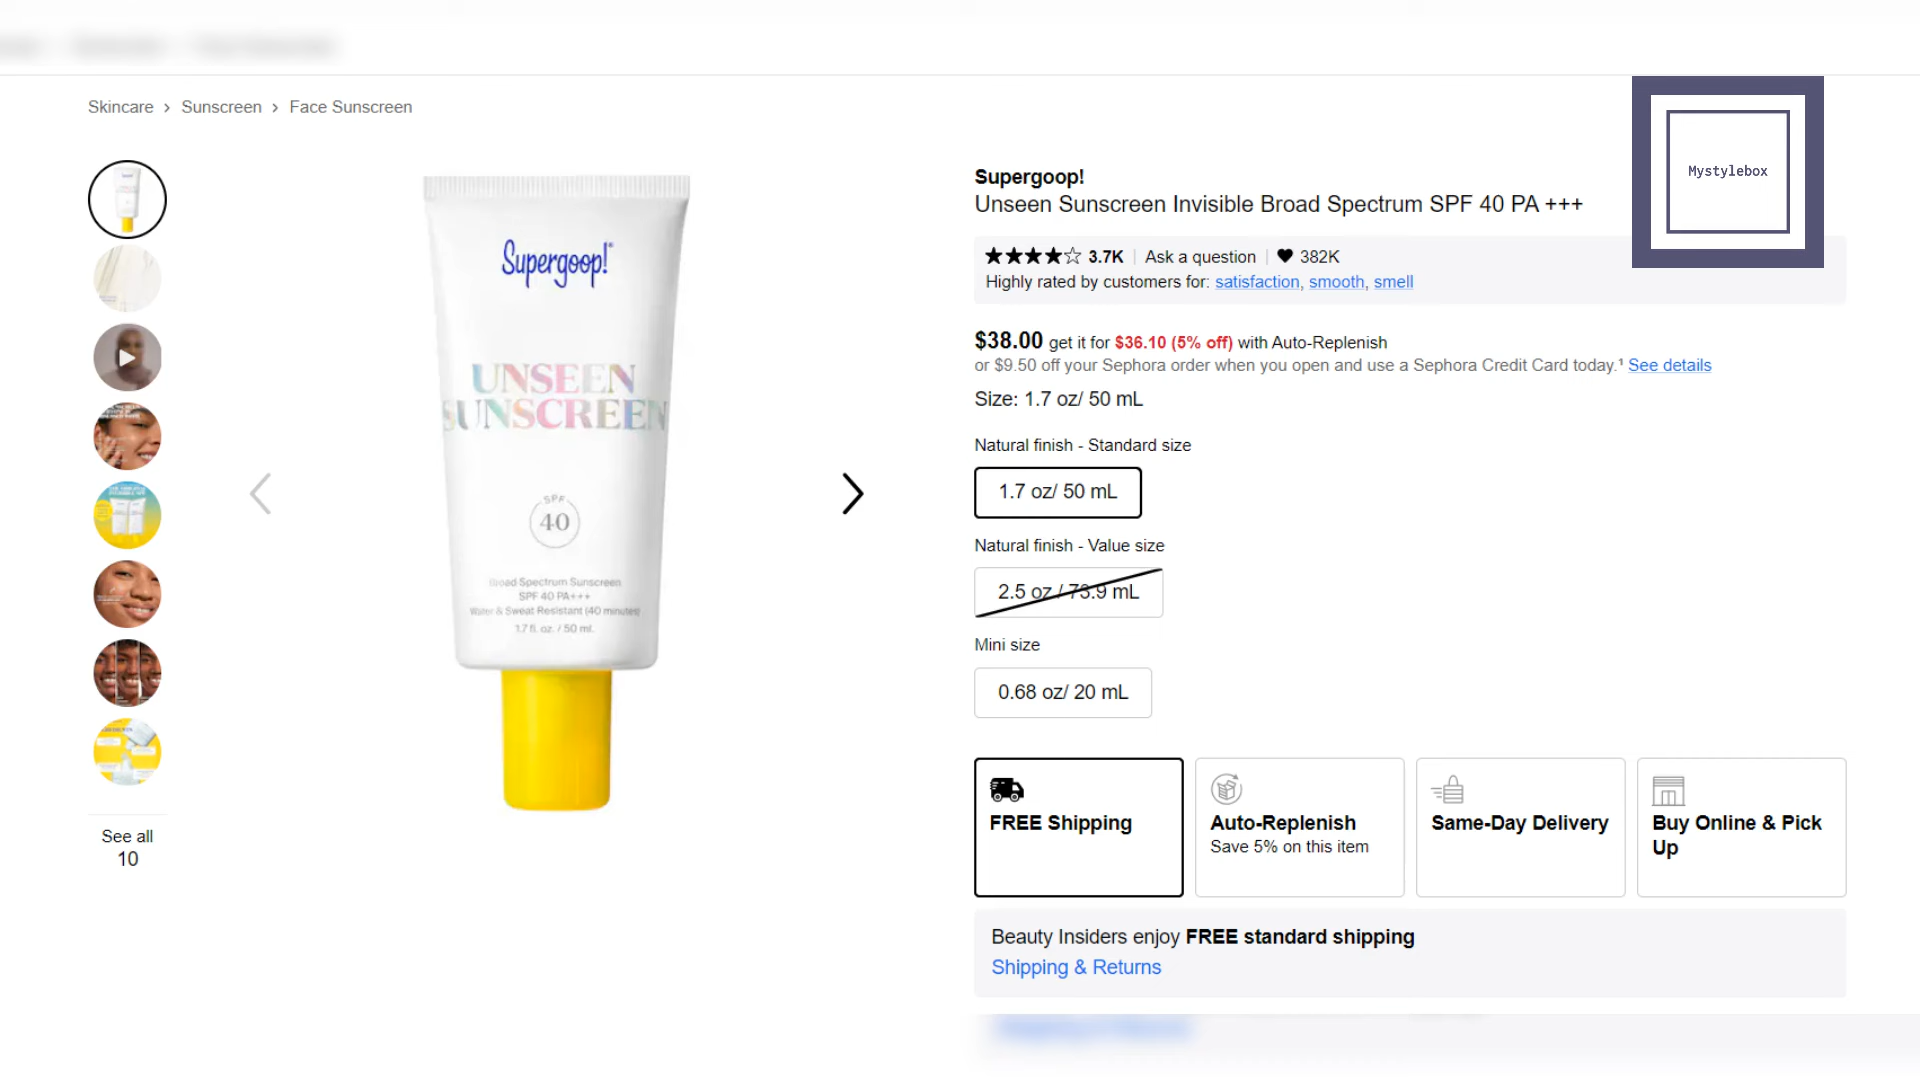 Skincare > Sunscreen > Face Sunscreen
Mystylebox
Supergoop!
Unseen Sunscreen Invisible Broad Spectrum SPF 40 PA +++
3.7K | Ask a question | 382K
Highly rated by customers for: satisfaction, smooth, smell
$38.00 get it for $36.10 (5% off) with Auto-Replenish
or $9.50 off your Sephora order when you open and use a Sephora Credit Card today.¹ See details
Size: 1.7 oz/ 50 mL
Natural finish - Standard size
1.7 oz/ 50 mL
Natural finish - Value size
2.5 oz / 73.9 mL
Mini size
0.68 oz/ 20 mL
FREE Shipping
Auto-Replenish
Save 5% on this item
Same-Day Delivery
Buy Online & Pick
Up
Beauty Insiders enjoy FREE standard shipping
Shipping & Returns
Supergoop!
UNSEEN
SUNSCREEN
SPF
40
Broad Spectrum Sunscreen
SPF 40 PA+++
Water & Sweat Resistant (40 minutes)
1.7 fl. oz. / 50 ml.
See all
10